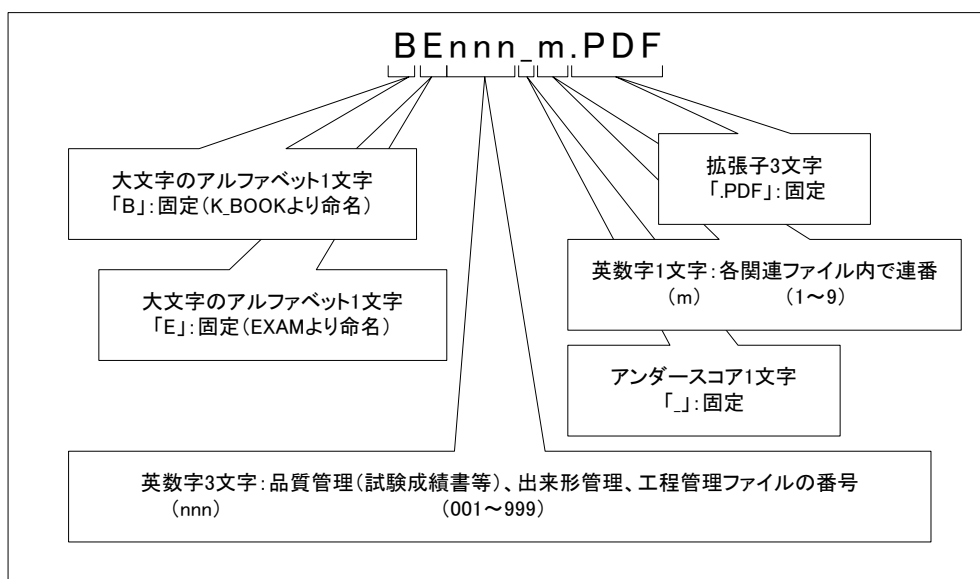 BEnnn_m.PDF
大文字のアルファベット1文字
「B」:固定(K_BOOKより命名)
拡張子3文字
「.PDF」:固定
英数字1文字:各関連ファイル内で連番
(m) (1~9)
大文字のアルファベット1文字
「E」:固定(EXAMより命名)
アンダースコア1文字
「_」:固定
英数字3文字:品質管理(試験成績書等)、出来形管理、工程管理ファイルの番号
(nnn) (001~999)